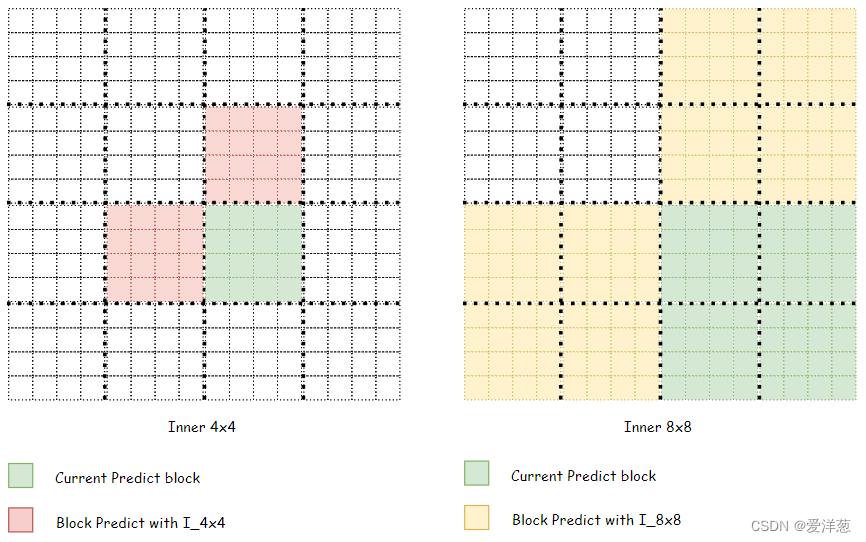 Inner 4x4
Inner 8x8
Current Predict block
Current Predict block
Block Predict with I_4x4
Block Predict with I_8x8
CSDN @爱洋葱